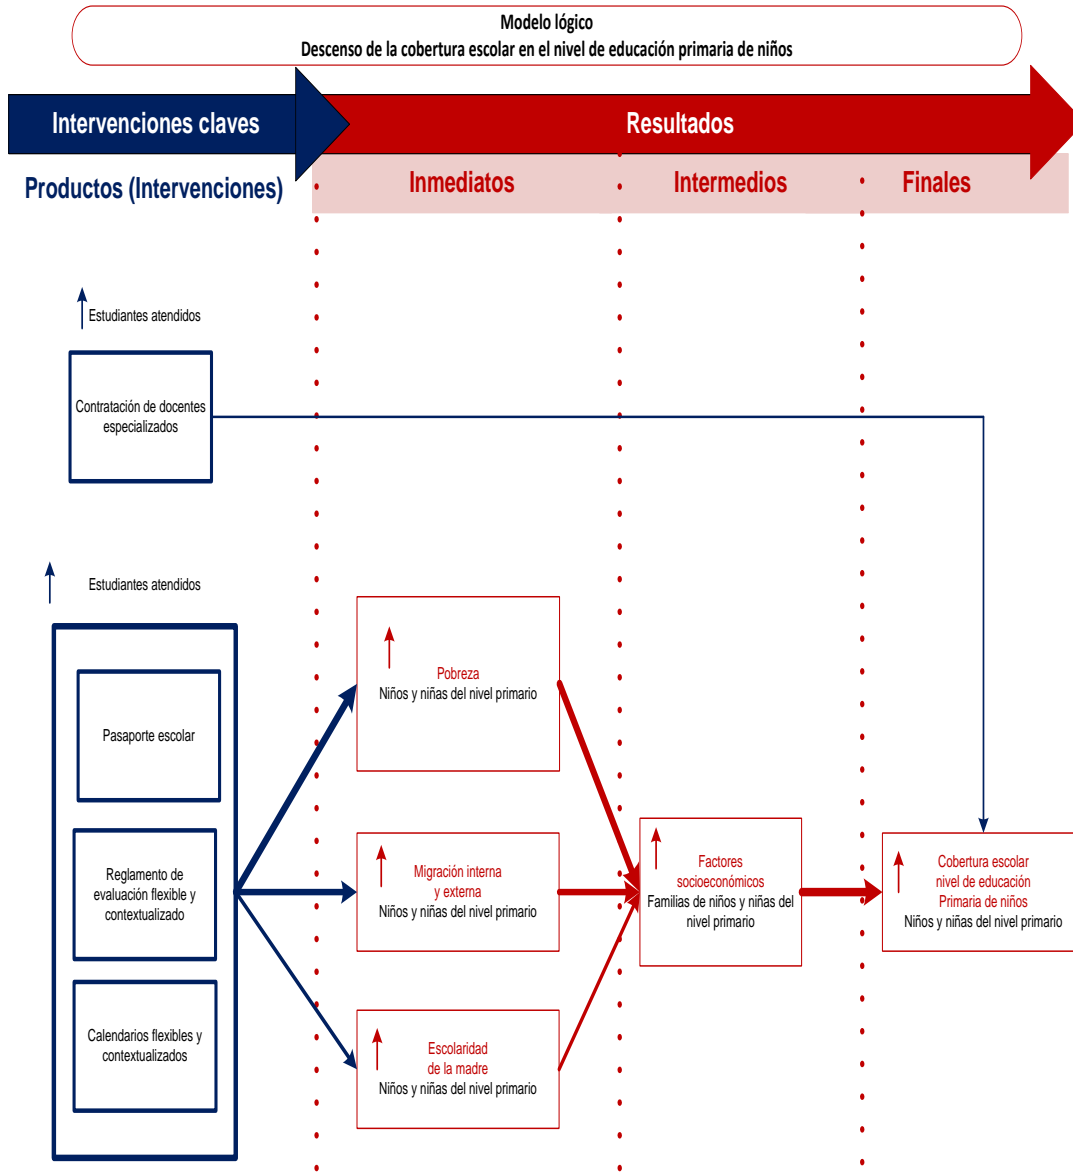 Modelo lógico
Descenso de la cobertura escolar en el nivel de educación primaria de niños
Intervenciones claves
Resultados
Productos (Intervenciones)
Inmediatos
Intermedios
Finales
Estudiantes atendidos
Contratación de docentes
especializados
Estudiantes atendidos
Pasaporte escolar
Reglamento de
evaluación flexible y
contextualizado
Calendarios flexibles y
contextualizados
Pobreza
Niños y niñas del nivel primario
Migración interna
y externa
Niños y niñas del nivel primario
Escolaridad
de la madre
Niños y niñas del nivel primario
Factores
socioeconómicos
Familias de niños y niñas del
nivel primario
Cobertura escolar
nivel de educación
Primaria de niños
Niños y niñas del nivel primario